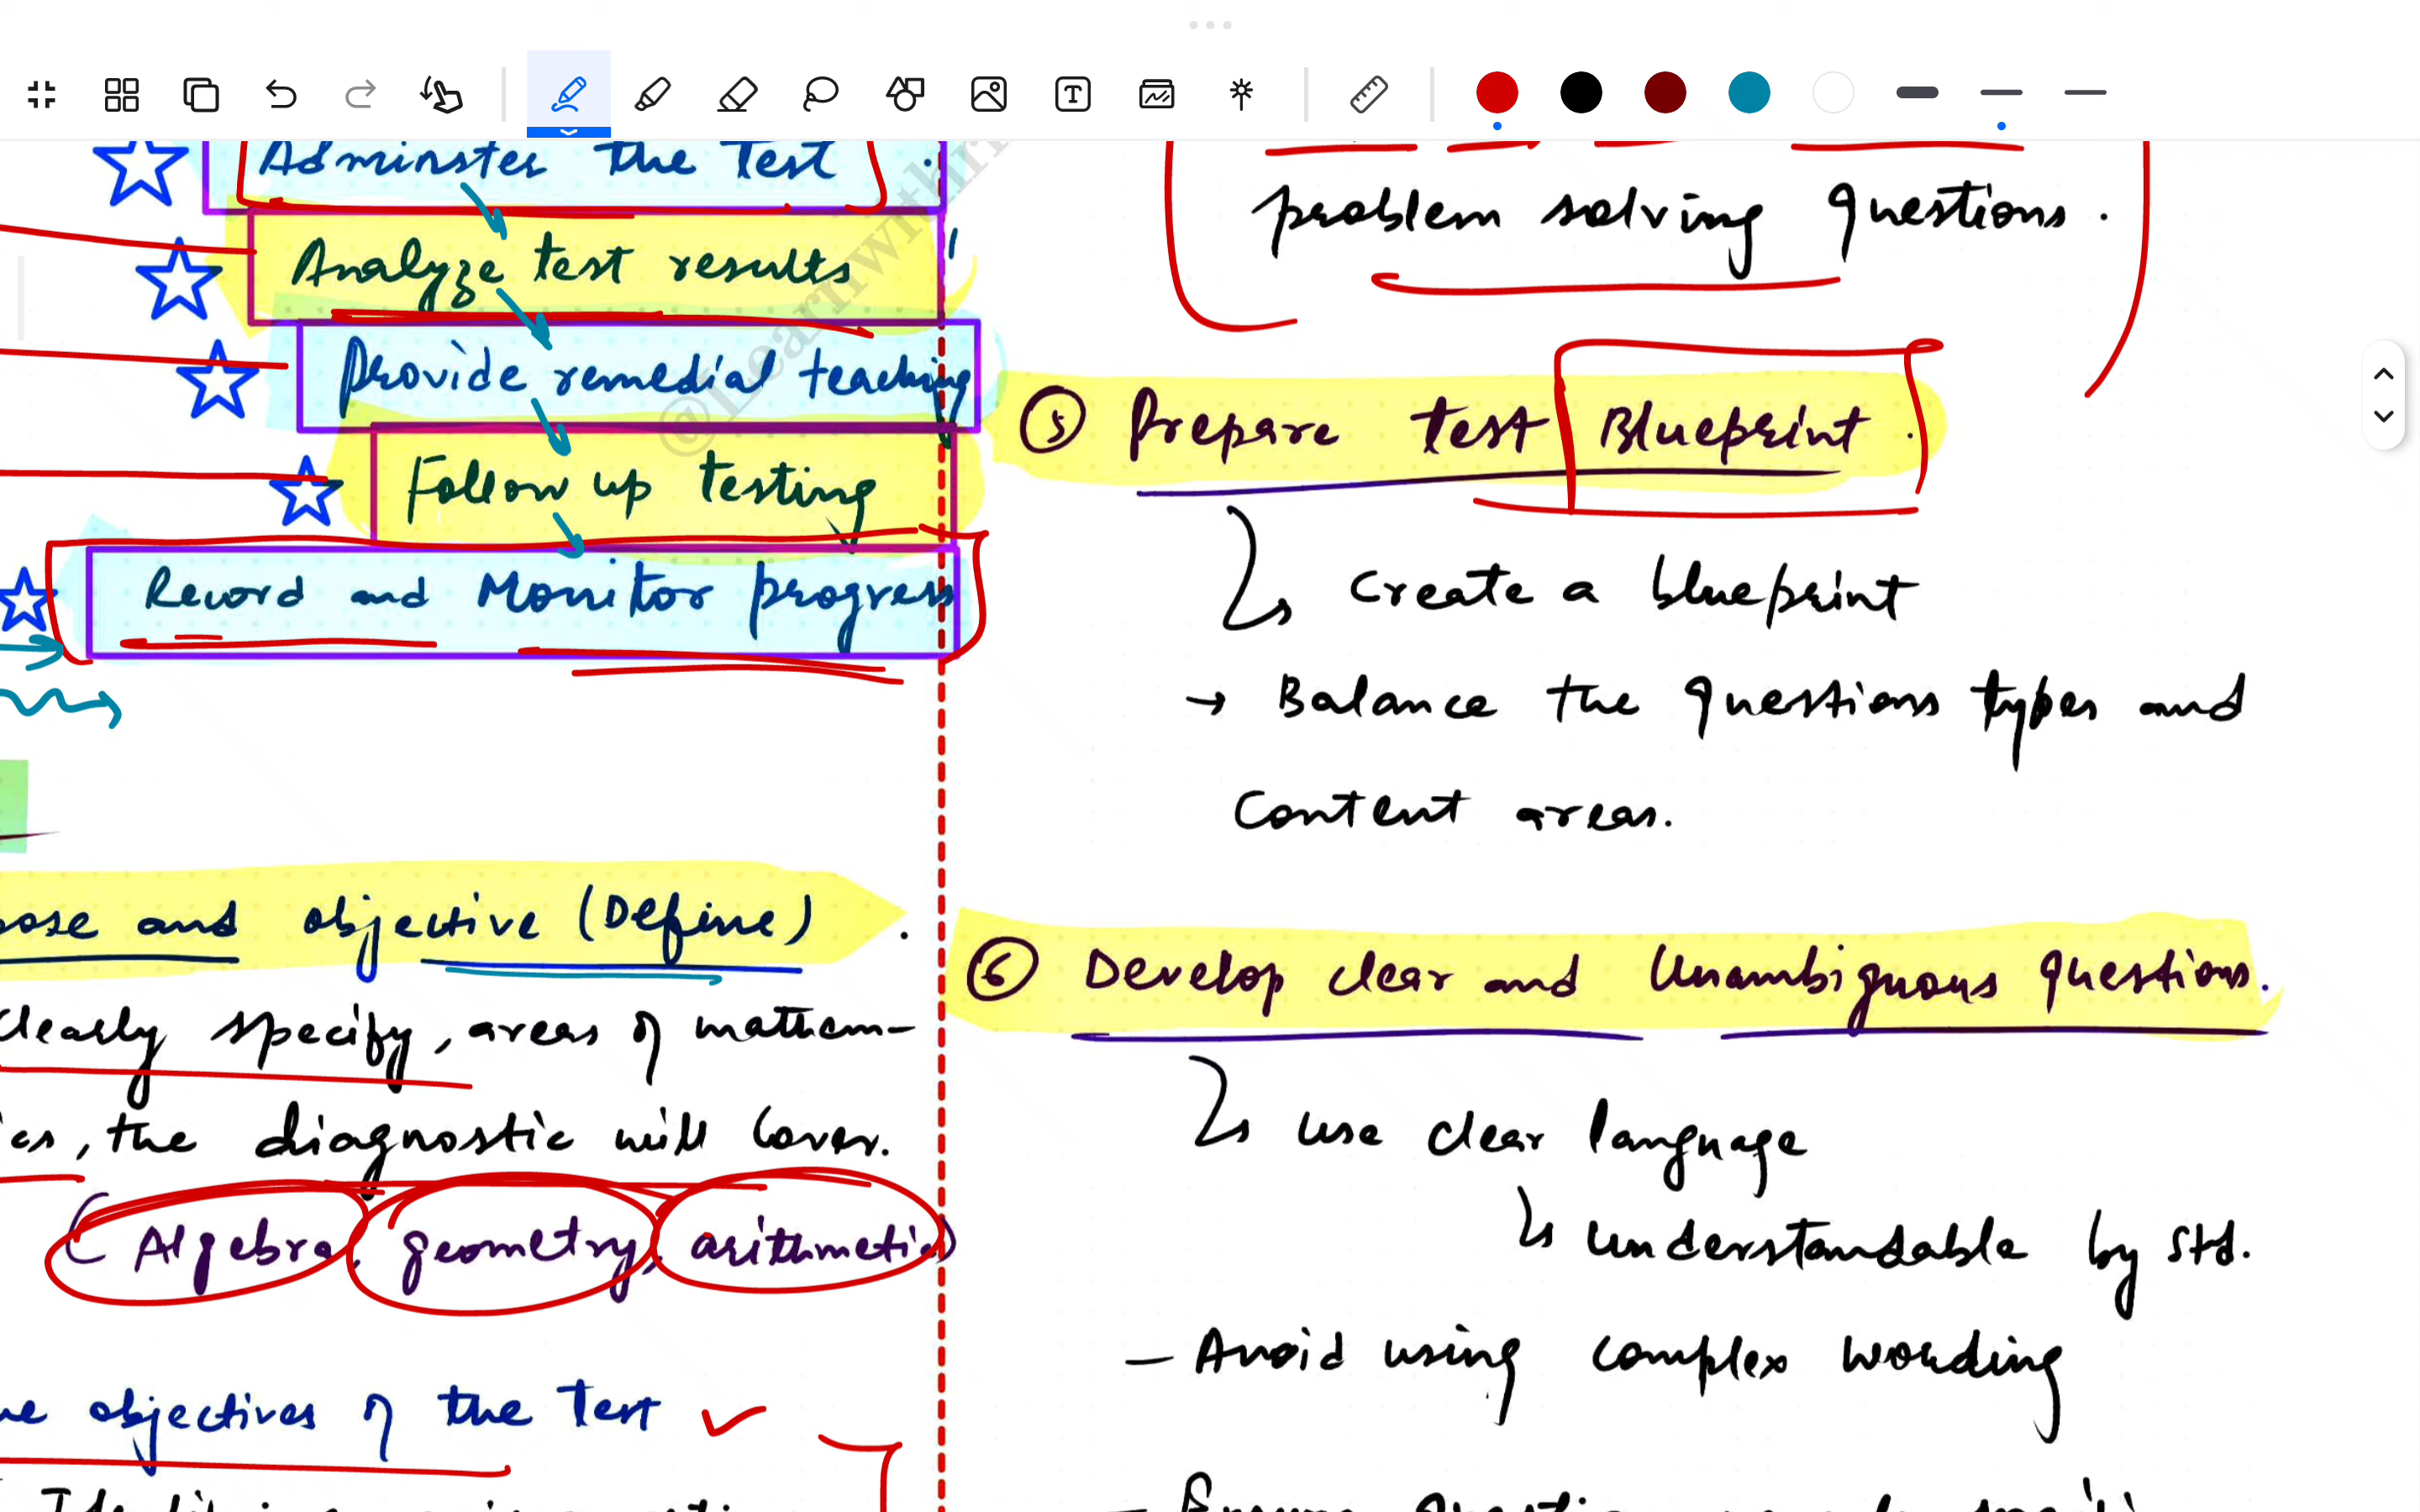 Adminster the Test
Analyze test results
Provide remedial teaching
Follow up testing
Record and Monitor progress
and objective (Define)
specify, areas of mathem-
, the diagnostic will cover.
(Algebra, geometry, arithmetic)
objectives of the Test
problem solving questions.
5 Prepare test Blueprint.
Create a blueprint
→ Balance the questions types and
Content areas.
6 Develop clear and Unambiguous questions.
use clear language
understandable by Std.
— Avoid using complex wording
@Learnwith